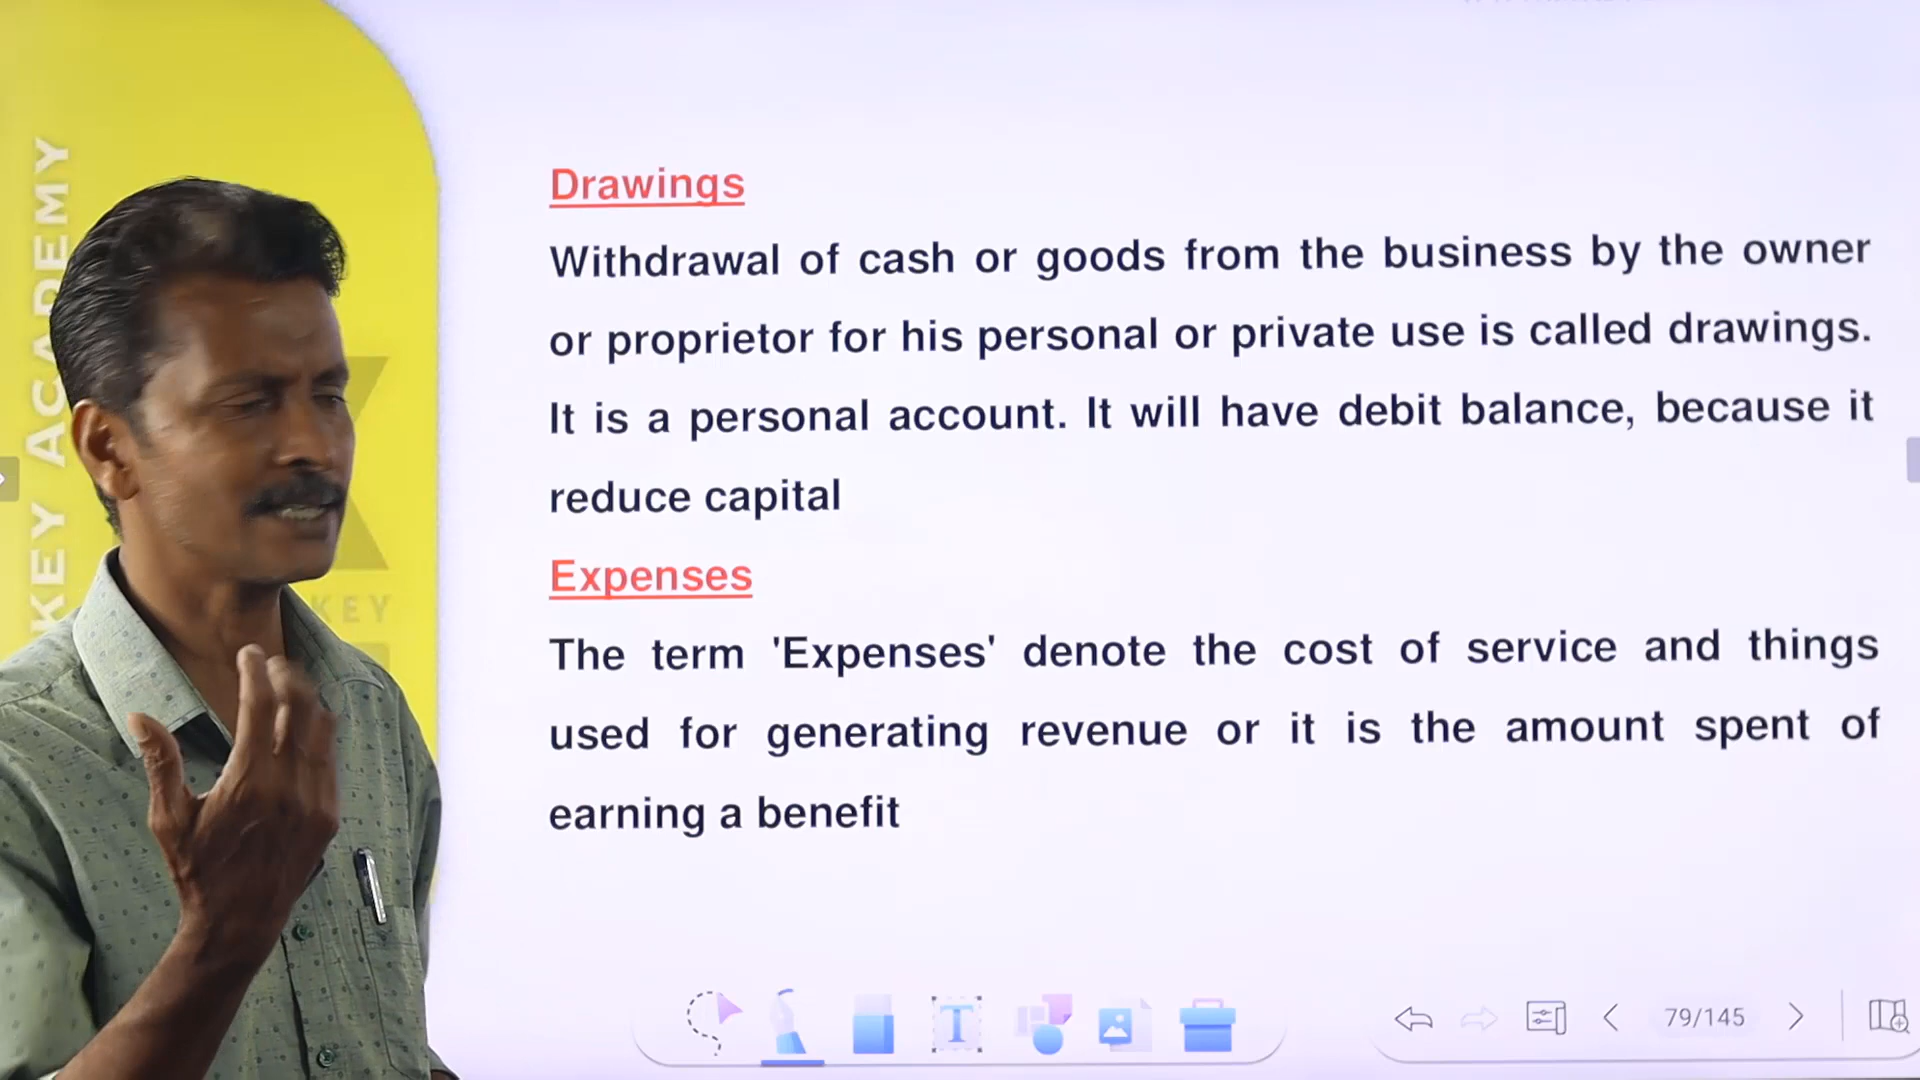 KEY ACADEMY
KEY
Drawings
Withdrawal of cash or goods from the business by the owner
or proprietor for his personal or private use is called drawings.
It is a personal account. It will have debit balance, because it
reduce capital
Expenses
The term 'Expenses' denote the cost of service and things
used for generating revenue or it is the amount spent of
earning a benefit
T
79/145